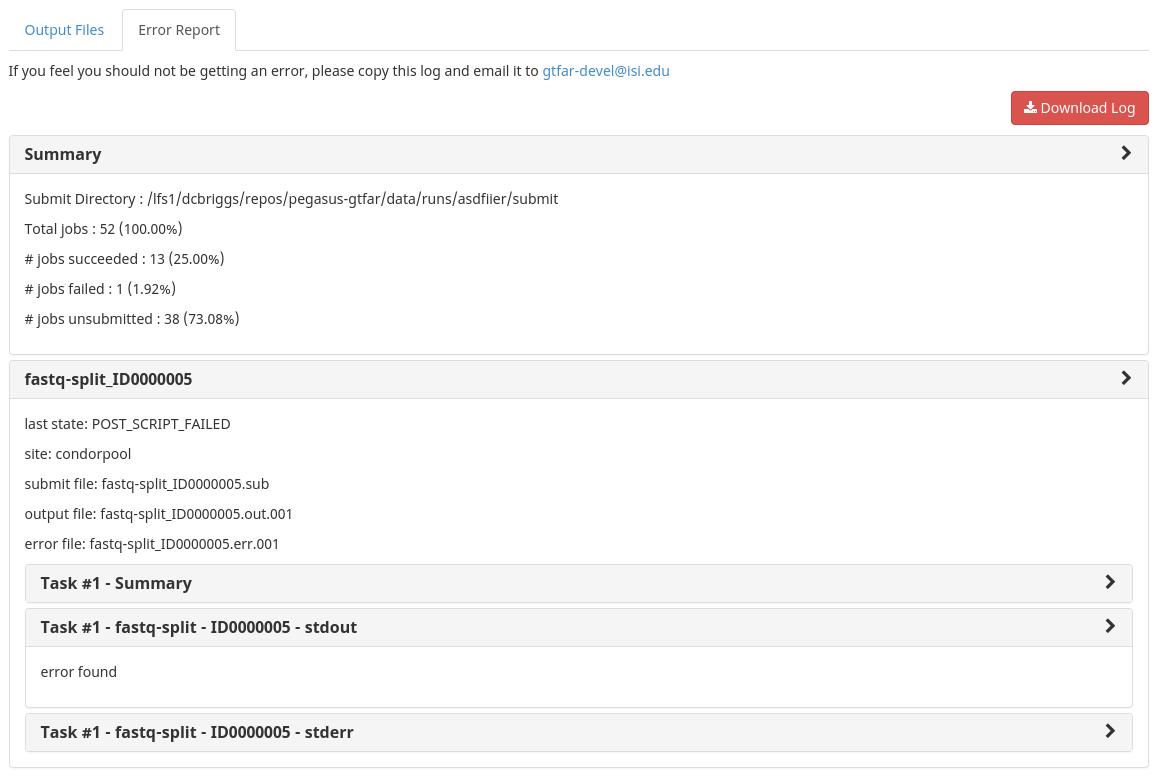 Output Files
Error Report
If you feel you should not be getting an error, please copy this log and email it to gtfar-devel@isi.edu
Download Log
Summary
Submit Directory : /lfs1/dcbriggs/repos/pegasus-gtfar/data/runs/asdfiier/submit
Total jobs : 52 (100.00%)
# jobs succeeded : 13 (25.00%)
# jobs failed : 1 (1.92%)
# jobs unsubmitted : 38 (73.08%)
fastq-split_ID0000005
last state: POST_SCRIPT_FAILED
site: condorpool
submit file: fastq-split_ID0000005.sub
output file: fastq-split_ID0000005.out.001
error file: fastq-split_ID0000005.err.001
Task #1 - Summary
Task #1 - fastq-split - ID0000005 - stdout
error found
Task #1 - fastq-split - ID0000005 - stderr